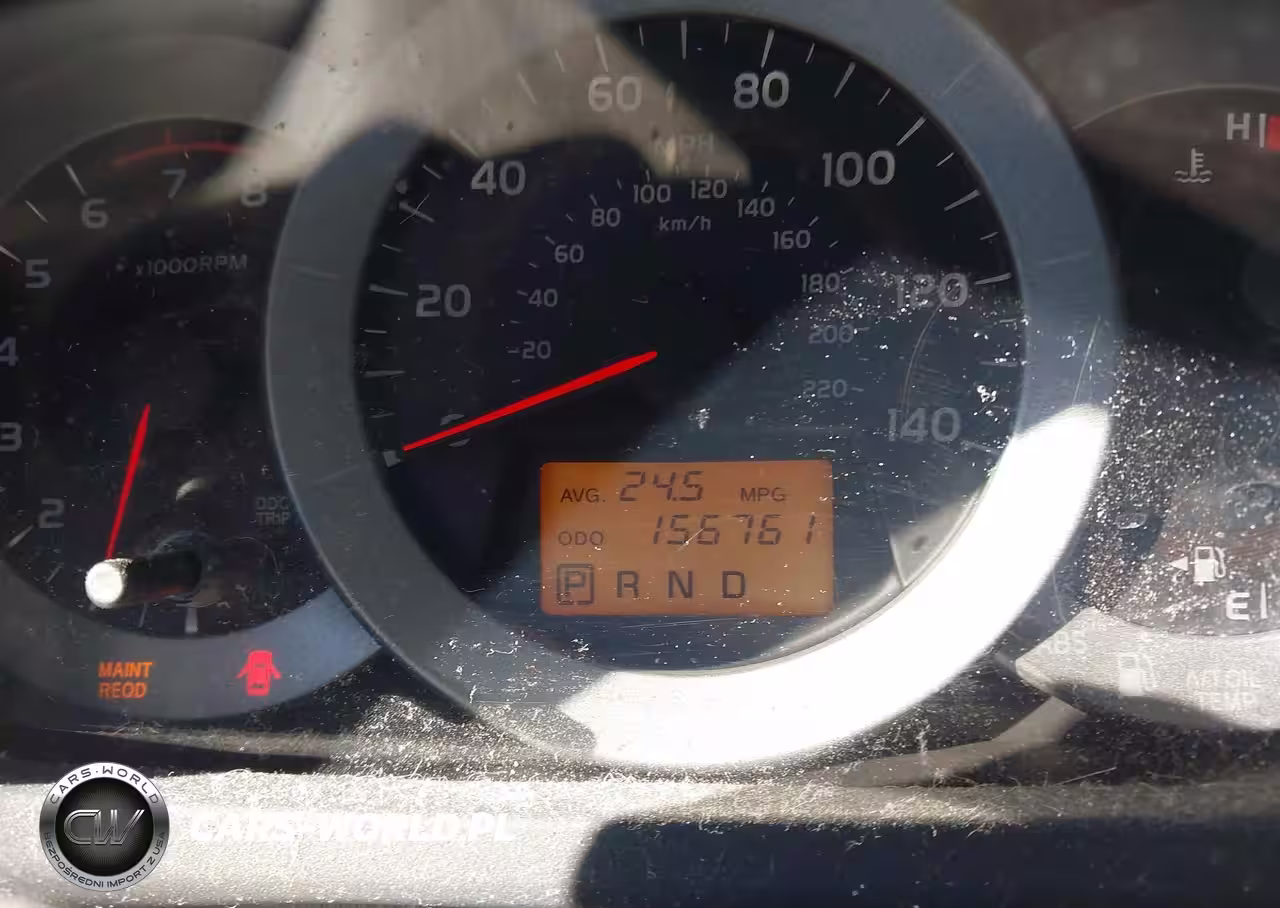 60
80
MPH
H
40
100
7
8
100
120
6
80
140
km/h
160
60
x1000RPM
5
180
120
20
40
200
20
4
220
140
3
AVG. 24.5 MPG
2
ODO
TRIP
ODO 156761
P R N D
E
MAINT
REQD
A/T OIL
TEMP
CARS-WORLD
CW
BEZPOŚREDNI IMPORT Z USA
CARS-WORLD.PL